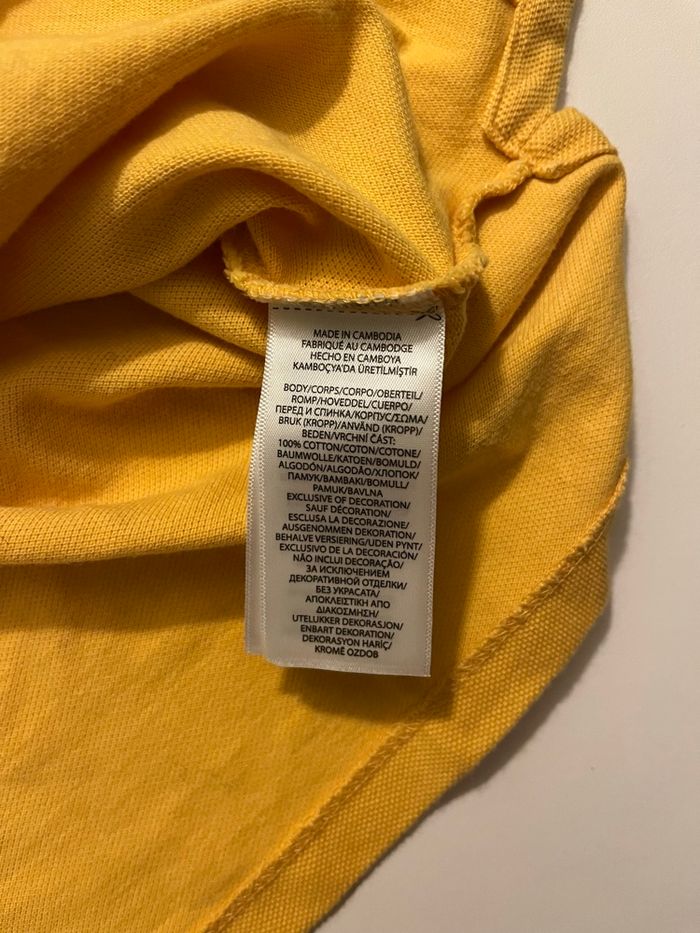 MADE IN CAMBODIA
FABRIQUÉ AU CAMBODGE
HECHO EN CAMBOYA
KAMBOÇYA'DA ÜRETİLMİŞTİR
BODY/CORPS/CORPO/OBERTEIL/
ROMP/HOVEDDEL/CUERPO/
ПЕРЕД И СПИНКА/КОРПУС/ΣΩΜΑ/
BRUK (KROPP)/ANVÄND (KROPP)/
BEDEN/VRCHNÍ ČÁST:
100% COTTON/COTON/COTONE/
BAUMWOLLE/KATOEN/BOMULD/
ALGODÓN/ALGODÃO/ХЛОПОК/
ПАМУК/ΒΑΜΒΑΚΙ/BOMULL/
PAMUK/BAVLNA
EXCLUSIVE OF DECORATION/
SAUF DÉCORATION/
ESCLUSA LA DECORAZIONE/
AUSGENOMMEN DEKORATION/
BEHALVE VERSIERING/UDEN PYNT/
EXCLUSIVO DE LA DECORACIÓN/
NÃO INCLUI DECORAÇÃO/
ЗА ИСКЛЮЧЕНИЕМ
ДЕКОРАТИВНОЙ ОТДЕЛКИ/
БЕЗ УКРАСАТА/
ΑΠΟΚΛΕΙΣΤΙΚΗ ΑΠΟ
ΔΙΑΚΟΣΜΗΣΗ/
UTELUKKER DEKORASJON/
ENBART DEKORATION/
DEKORASYON HARİÇ/
KROMĚ OZDOB